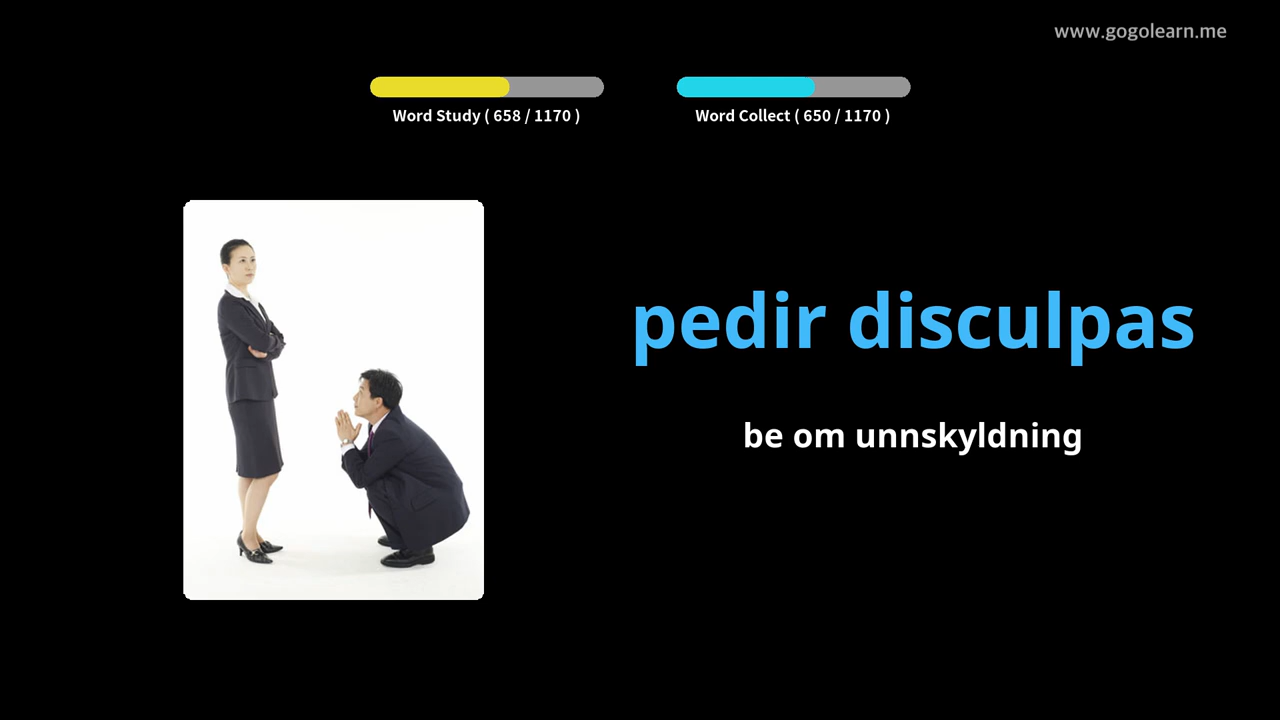 www.gogolearn.me
Word Study ( 658 / 1170 )
Word Collect ( 650 / 1170 )
pedir disculpas
be om unnskyldning